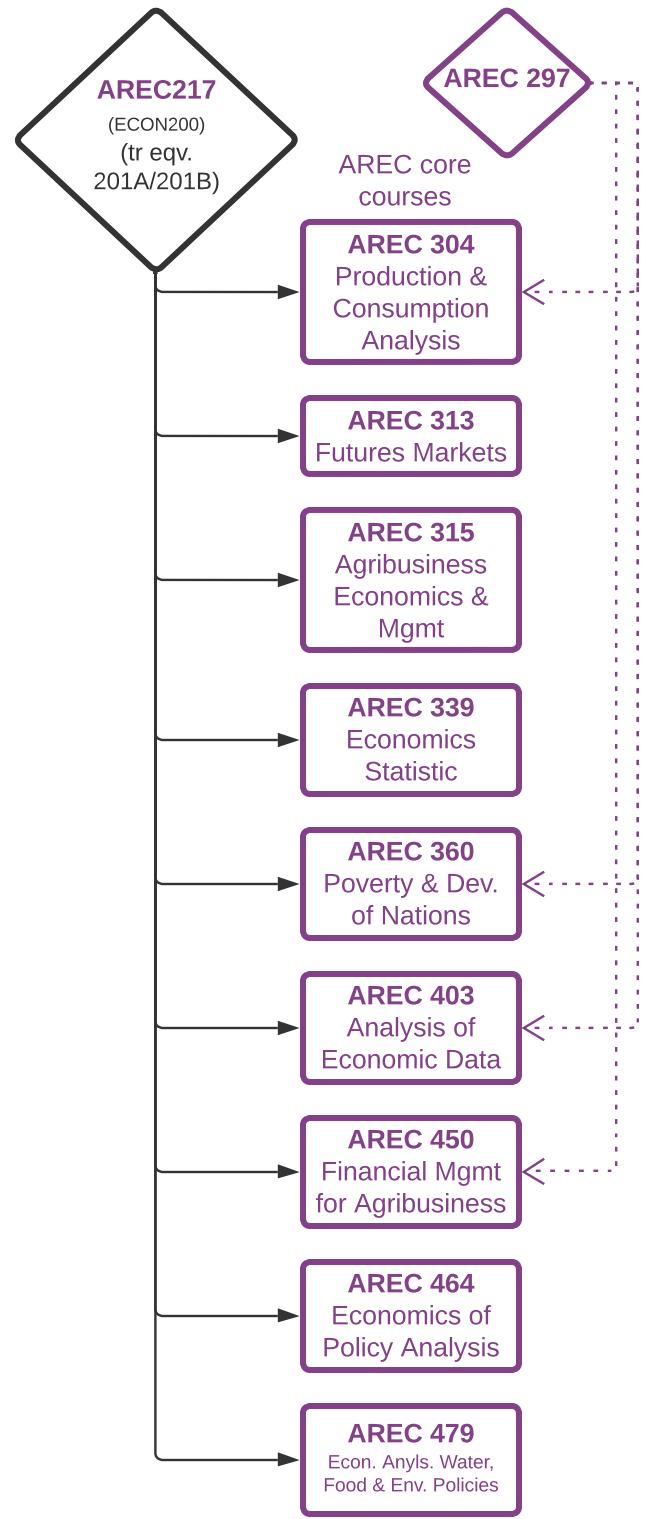 AREC217
(ECON200)
(tr eqv.
201A/201B)
AREC 297
AREC core
courses
AREC 304
Production &
Consumption
Analysis
AREC 313
Futures Markets
AREC 315
Agribusiness
Economics &
Mgmt
AREC 339
Economics
Statistic
AREC 360
Poverty & Dev.
of Nations
AREC 403
Analysis of
Economic Data
AREC 450
Financial Mgmt
for Agribusiness
AREC 464
Economics of
Policy Analysis
AREC 479
Econ. Anyls. Water,
Food & Env. Policies